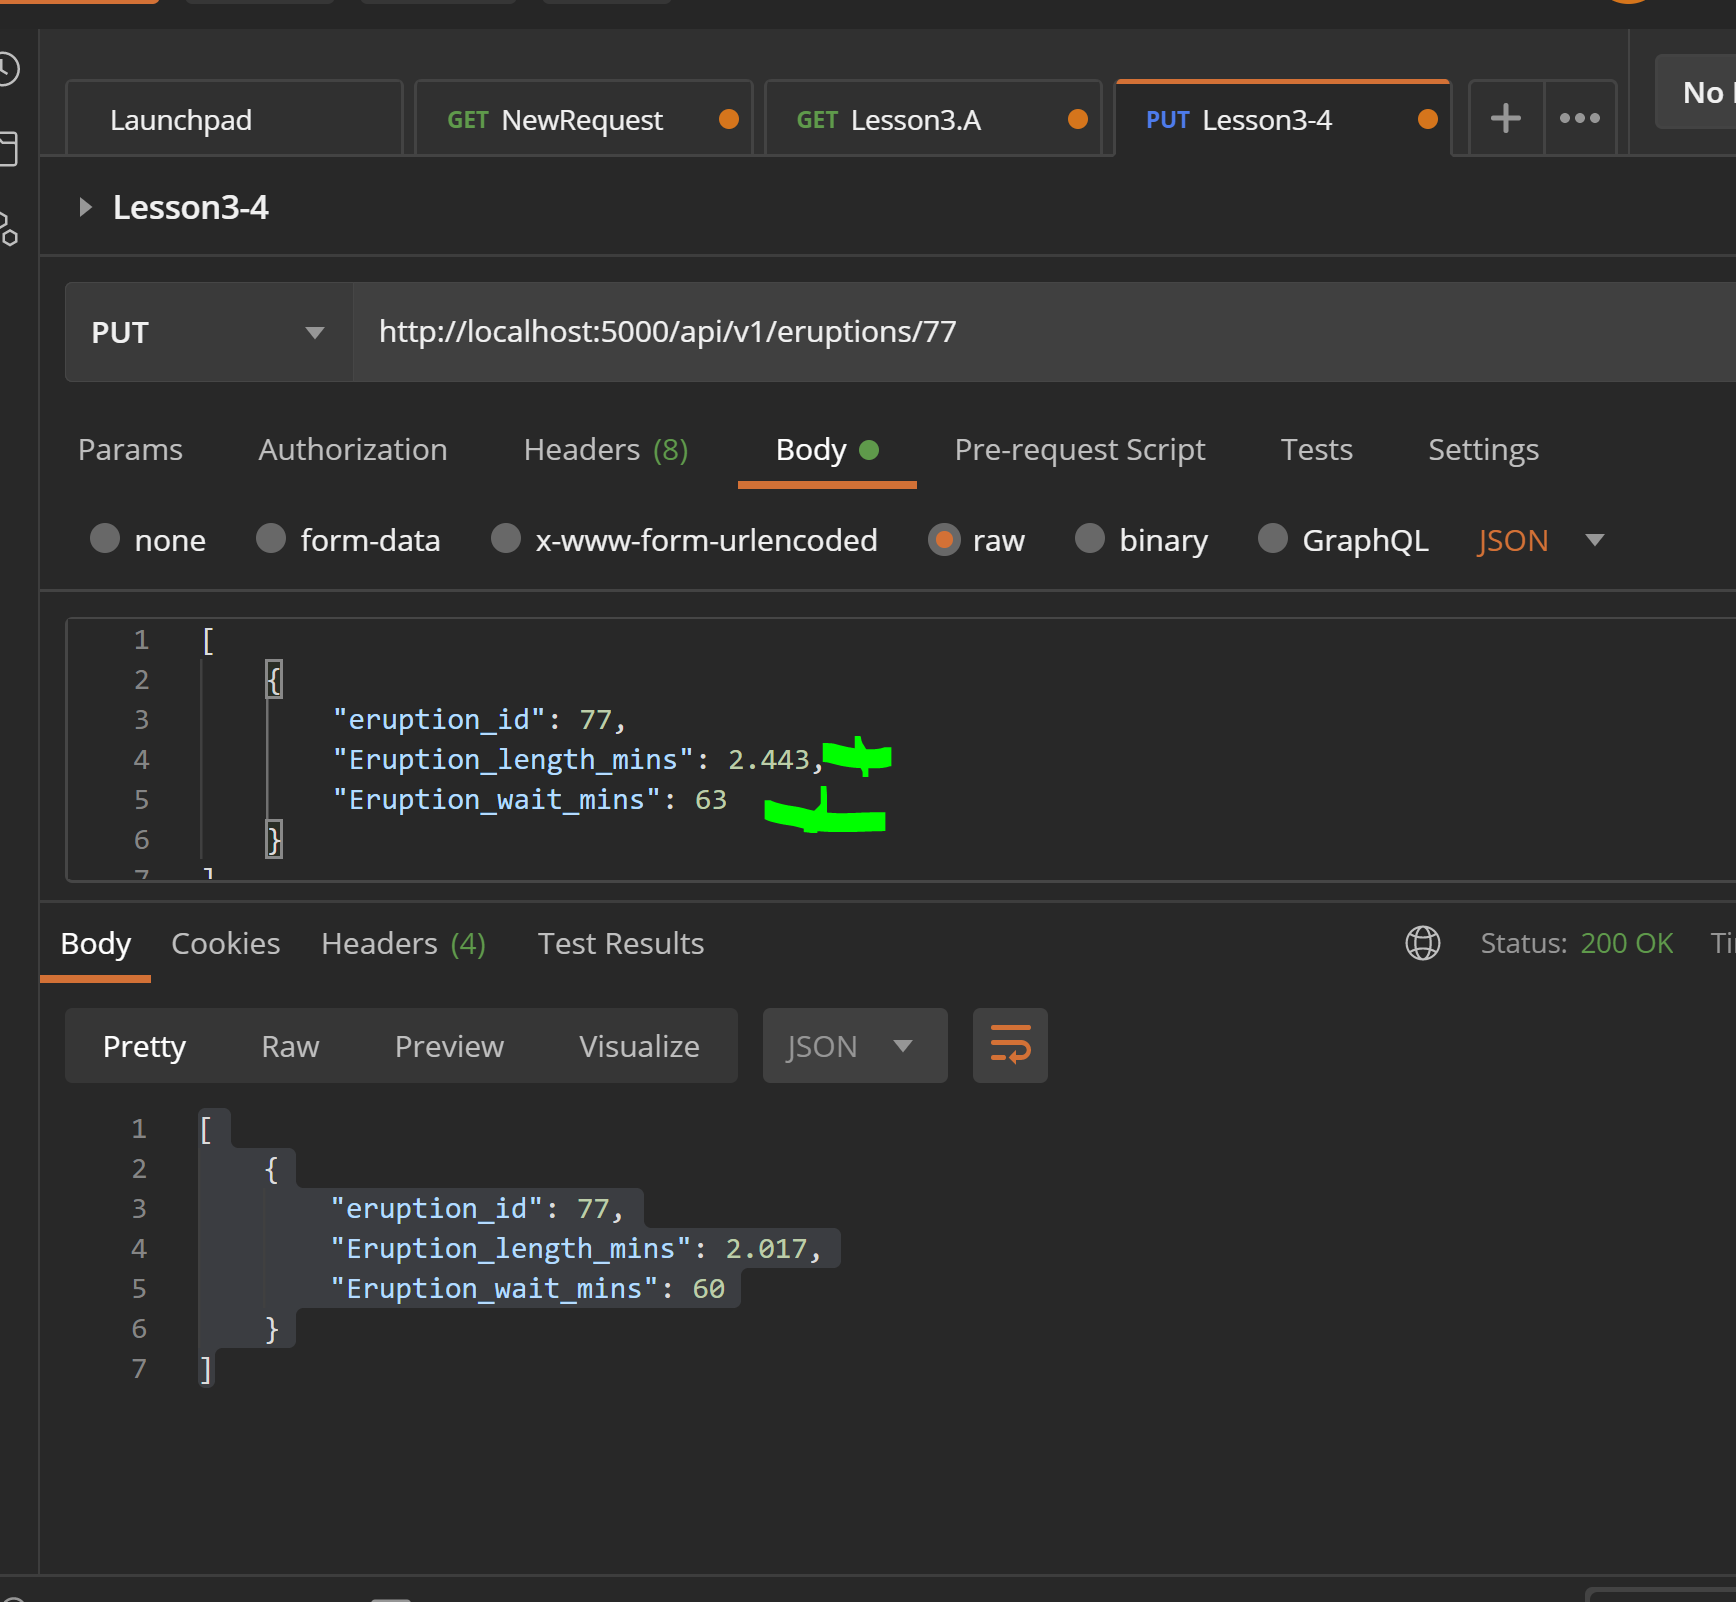 Launchpad GET NewRequest GET Lesson3.A PUT Lesson3-4 No
Lesson3-4
PUT http://localhost:5000/api/v1/eruptions/77
Params Authorization Headers (8) Body Pre-request Script Tests Settings
none form-data x-www-form-urlencoded raw binary GraphQL JSON
1 [
2 {
3 "eruption_id": 77,
4 "Eruption_length_mins": 2.443,
5 "Eruption_wait_mins": 63
6 }
7 ]
Body Cookies Headers (4) Test Results Status: 200 OK
Pretty Raw Preview Visualize JSON
1 [
2 {
3 "eruption_id": 77,
4 "Eruption_length_mins": 2.017,
5 "Eruption_wait_mins": 60
6 }
7 ]